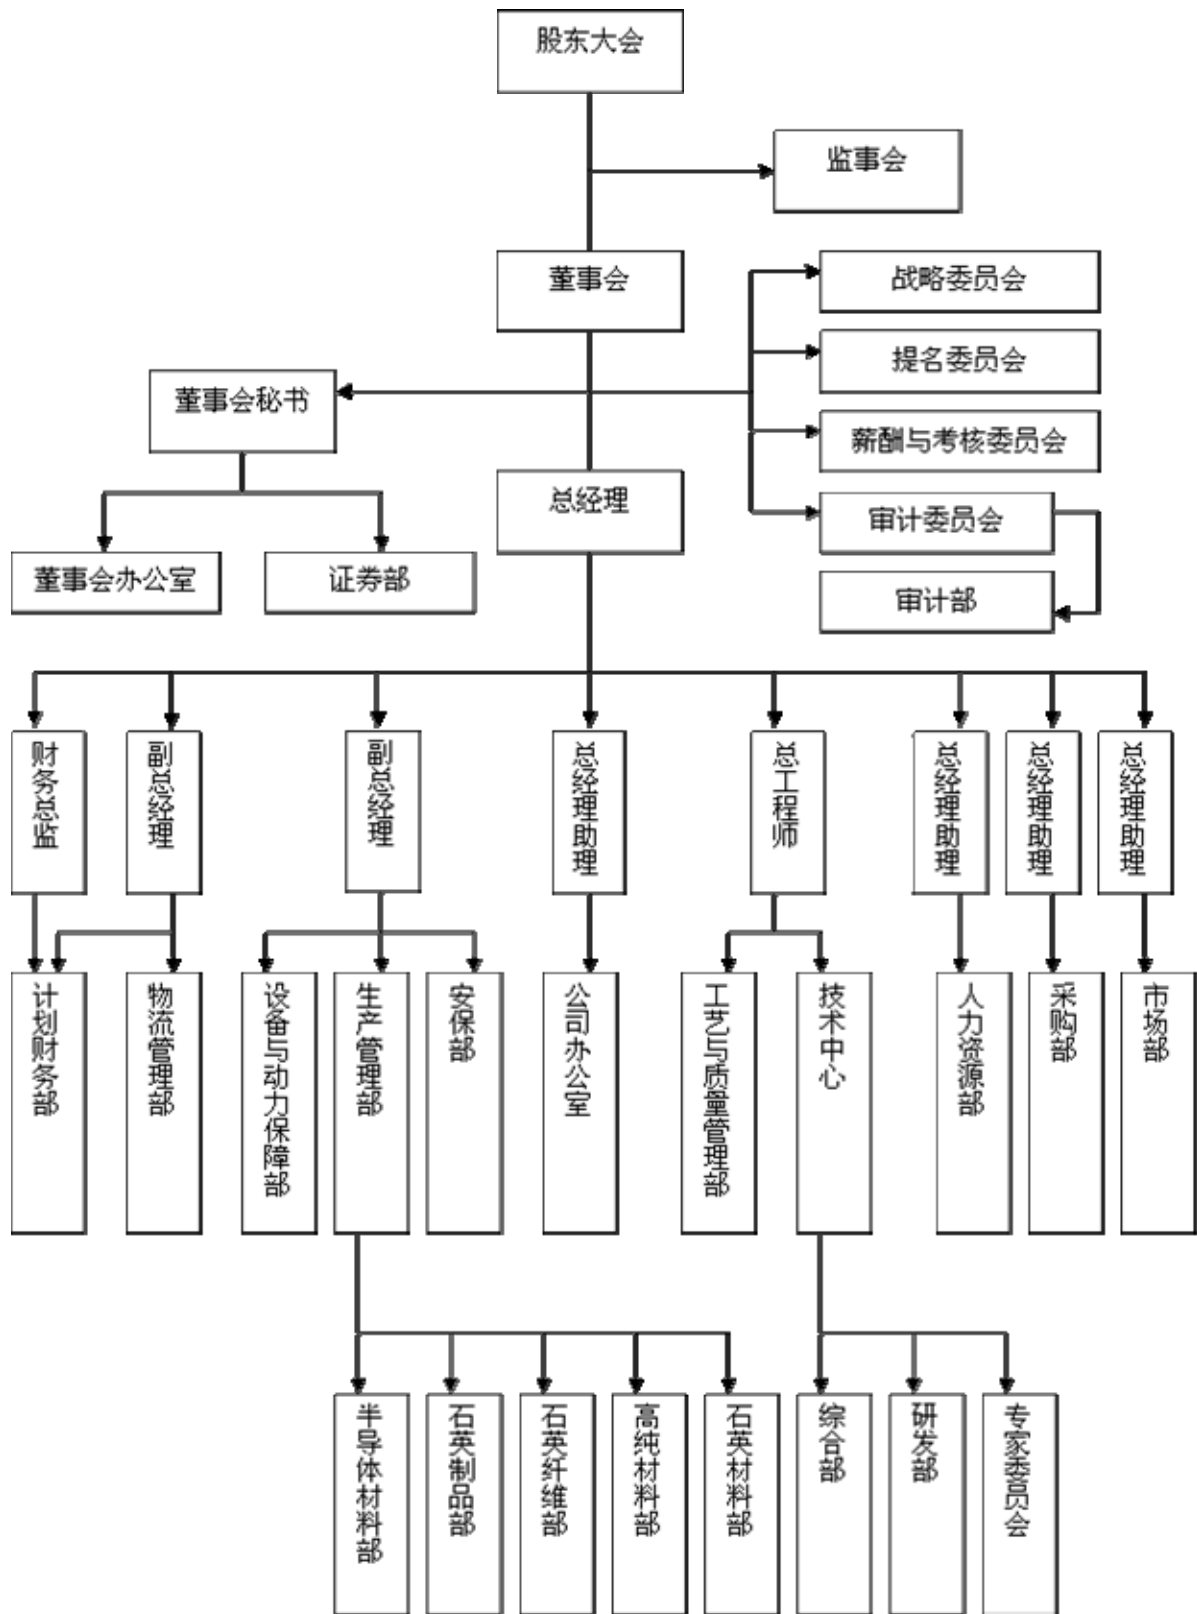 股东大会
监事会
董事会
战略委员会
提名委员会
董事会秘书
薪酬与考核委员会
总经理
审计委员会
董事会办公室
证券部
审计部
财务总监
副总经理
副总经理
总经理助理
总工程师
总经理助理
总经理助理
总经理助理
计划财务部
物流管理部
设备与动力保障部
生产管理部
安保部
公司办公室
工艺与质量管理部
技术中心
人力资源部
采购部
市场部
半导体材料部
石英制品部
石英纤维部
高纯材料部
石英材料部
综合部
研发部
专家委员会